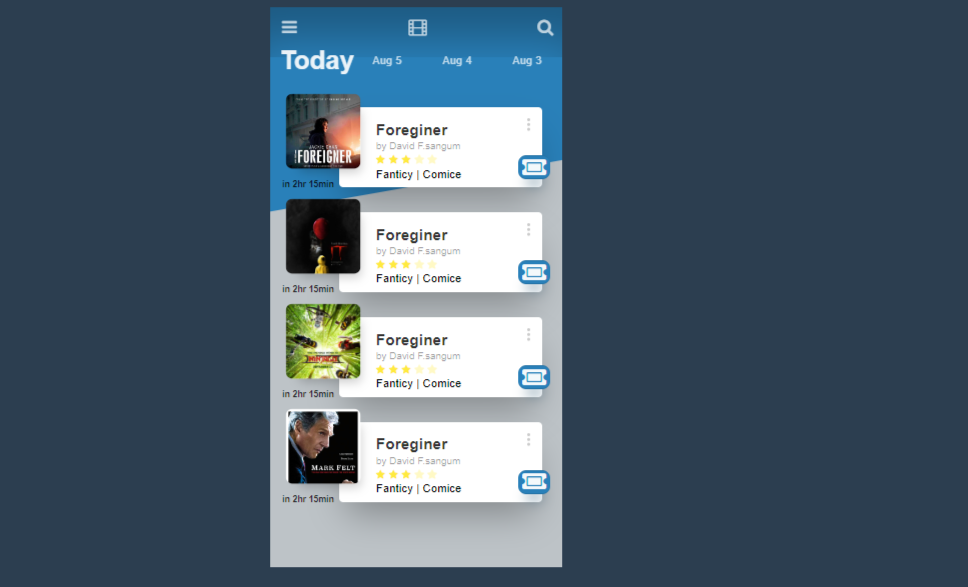 Today Aug 5 Aug 4 Aug 3
FOREIGNER
Foreginer
by David F.sangum
Fanticy | Comice
in 2hr 15min
IT
Foreginer
by David F.sangum
Fanticy | Comice
in 2hr 15min
Foreginer
by David F.sangum
Fanticy | Comice
in 2hr 15min
MARK FELT
Foreginer
by David F.sangum
Fanticy | Comice
in 2hr 15min